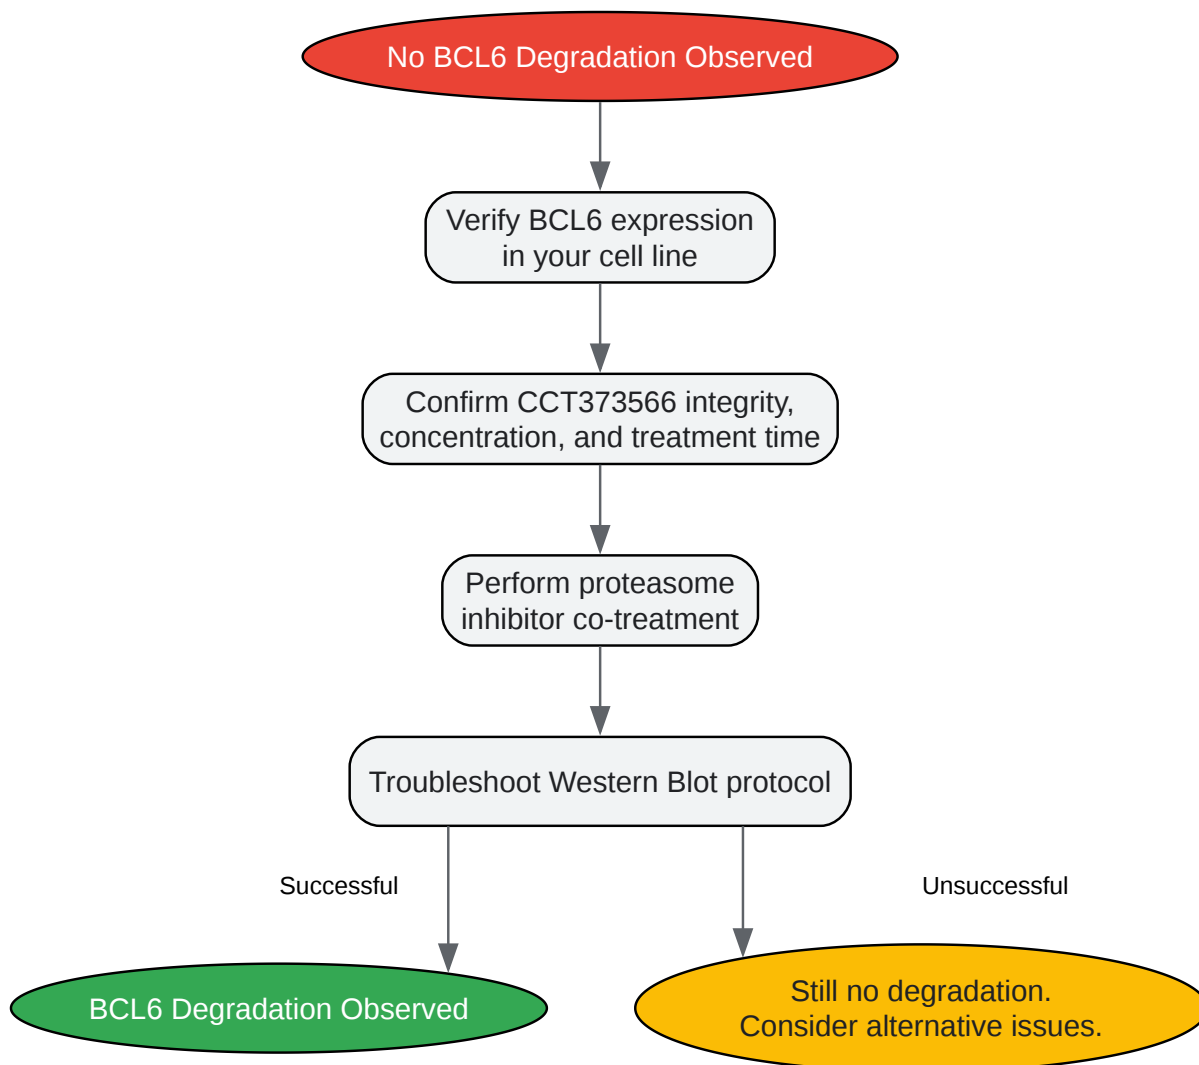 No BCL6 Degradation Observed
Verify BCL6 expression
in your cell line
Confirm CCT373566 integrity,
concentration, and treatment time
Perform proteasome
inhibitor co-treatment
Troubleshoot Western Blot protocol
Successful
Unsuccessful
BCL6 Degradation Observed
Still no degradation.
Consider alternative issues.